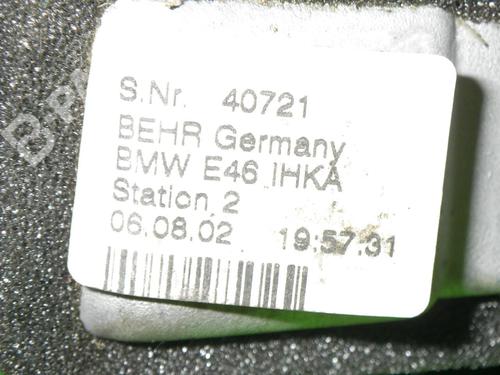 S.Nr. 40721
BEHR Germany
BMW E46 IHKA
Station 2
06.08.02 19:57:31